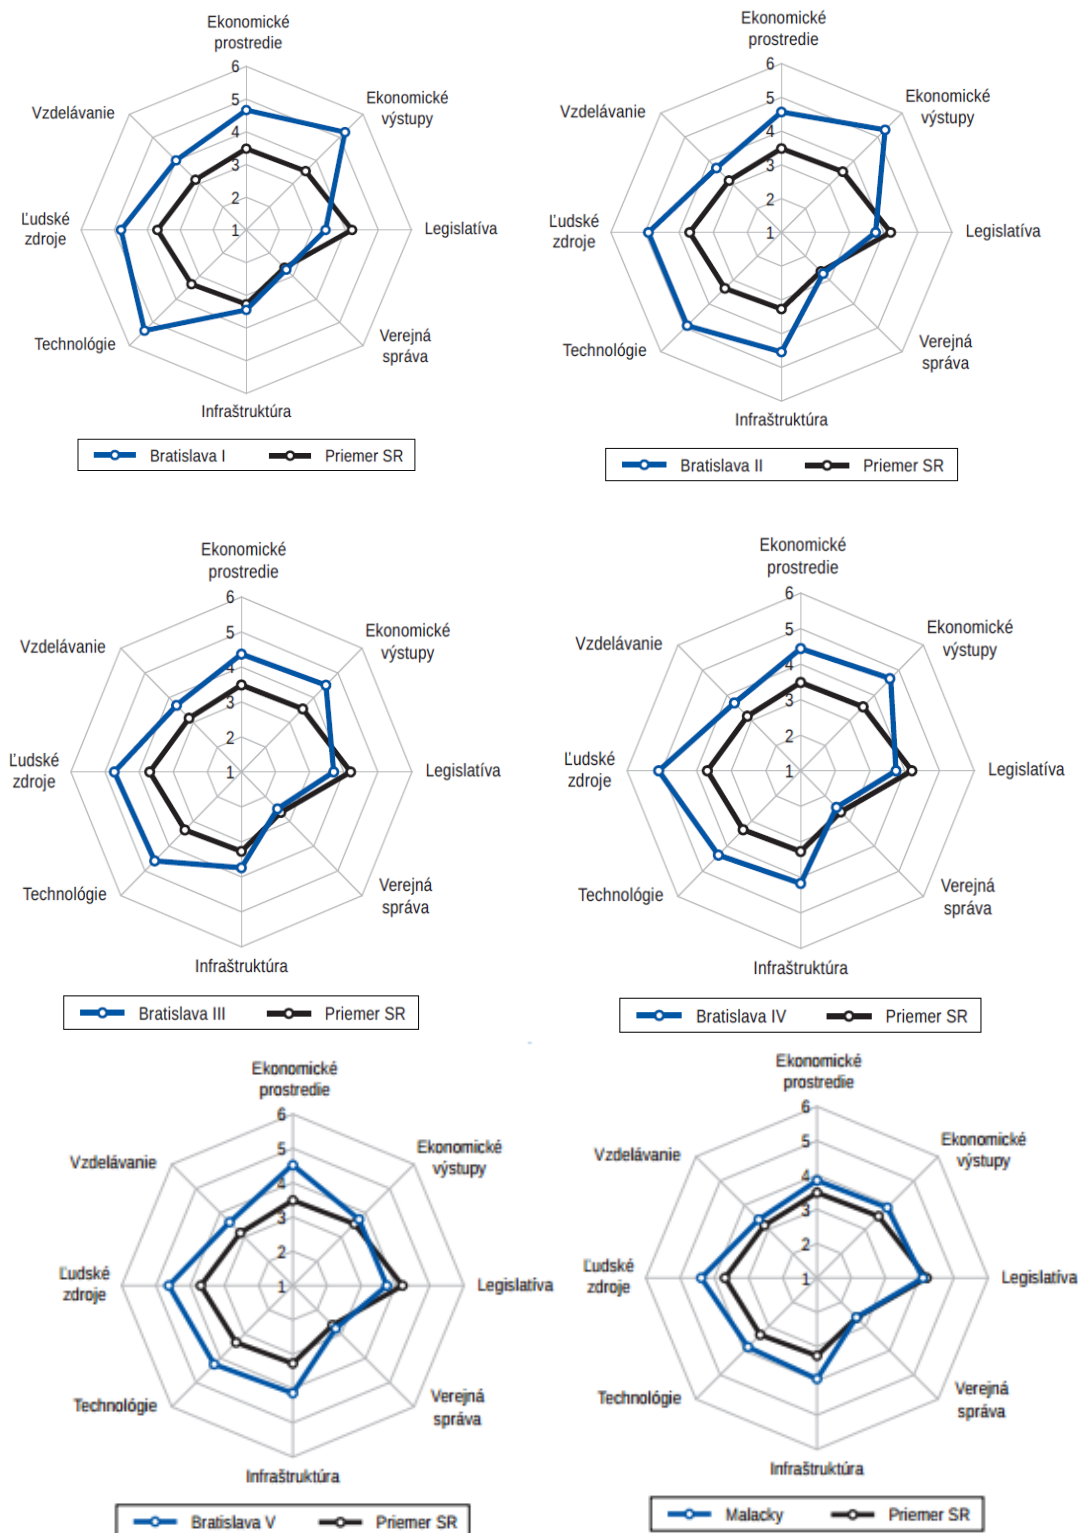 Ekonomické
prostredie
6
Vzdelávanie
5
Ekonomické
výstupy
4
3
2
Ľudské
zdroje
1
Legislatíva
Technológie
Verejná
správa
Infraštruktúra
Bratislava I
Priemer SR
Ekonomické
prostredie
6
Vzdelávanie
5
Ekonomické
výstupy
4
3
2
Ľudské
zdroje
1
Legislatíva
Technológie
Verejná
správa
Infraštruktúra
Bratislava II
Priemer SR
Ekonomické
prostredie
6
Vzdelávanie
5
Ekonomické
výstupy
4
3
2
Ľudské
zdroje
1
Legislatíva
Technológie
Verejná
správa
Infraštruktúra
Bratislava III
Priemer SR
Ekonomické
prostredie
6
Vzdelávanie
5
Ekonomické
výstupy
4
3
2
Ľudské
zdroje
1
Legislatíva
Technológie
Verejná
správa
Infraštruktúra
Bratislava IV
Priemer SR
Ekonomické
prostredie
6
Vzdelávanie
5
Ekonomické
výstupy
4
3
2
Ľudské
zdroje
1
Legislatíva
Technológie
Verejná
správa
Infraštruktúra
Bratislava V
Priemer SR
Ekonomické
prostredie
6
Vzdelávanie
5
Ekonomické
výstupy
4
3
2
Ľudské
zdroje
1
Legislatíva
Technológie
Verejná
správa
Infraštruktúra
Malacky
Priemer SR